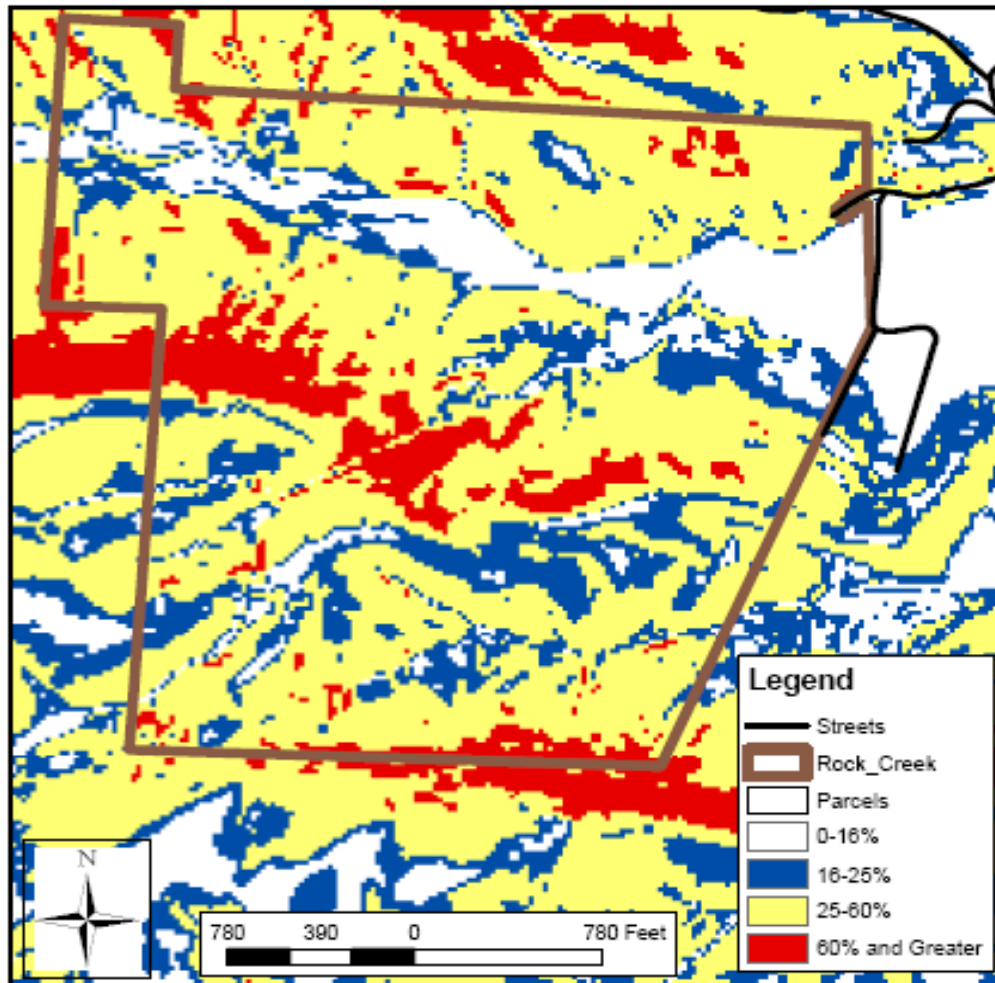 Legend
Streets
Rock_Creek
Parcels
0-16%
16-25%
25-60%
60% and Greater
N
780 390 0 780 Feet